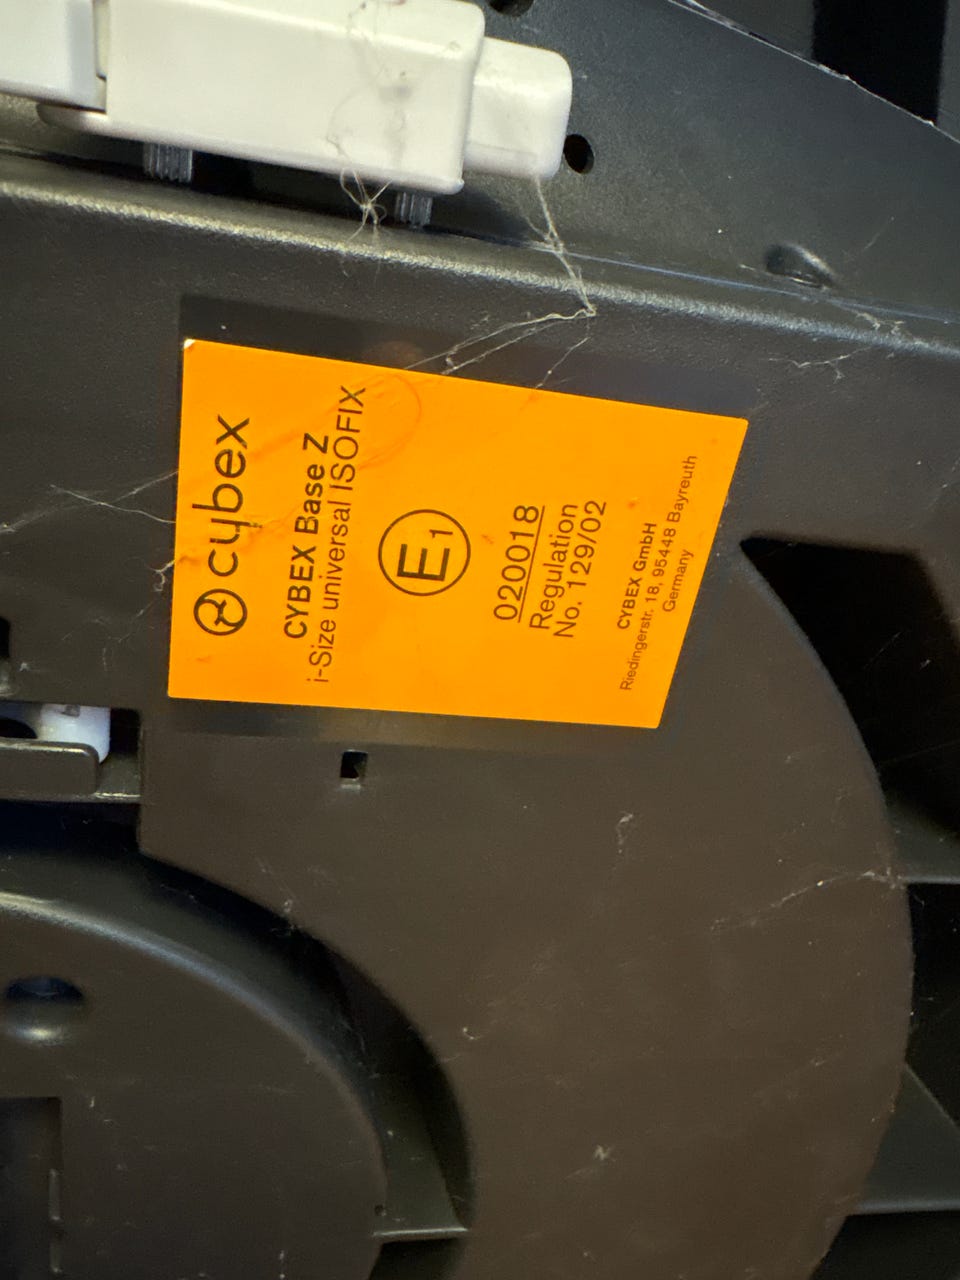 cybex
CYBEX Base Z
i-Size universal ISOFIX
E1
020018
Regulation
No. 129/02
CYBEX GmbH
Riedingerstr. 18, 95448 Bayreuth
Germany